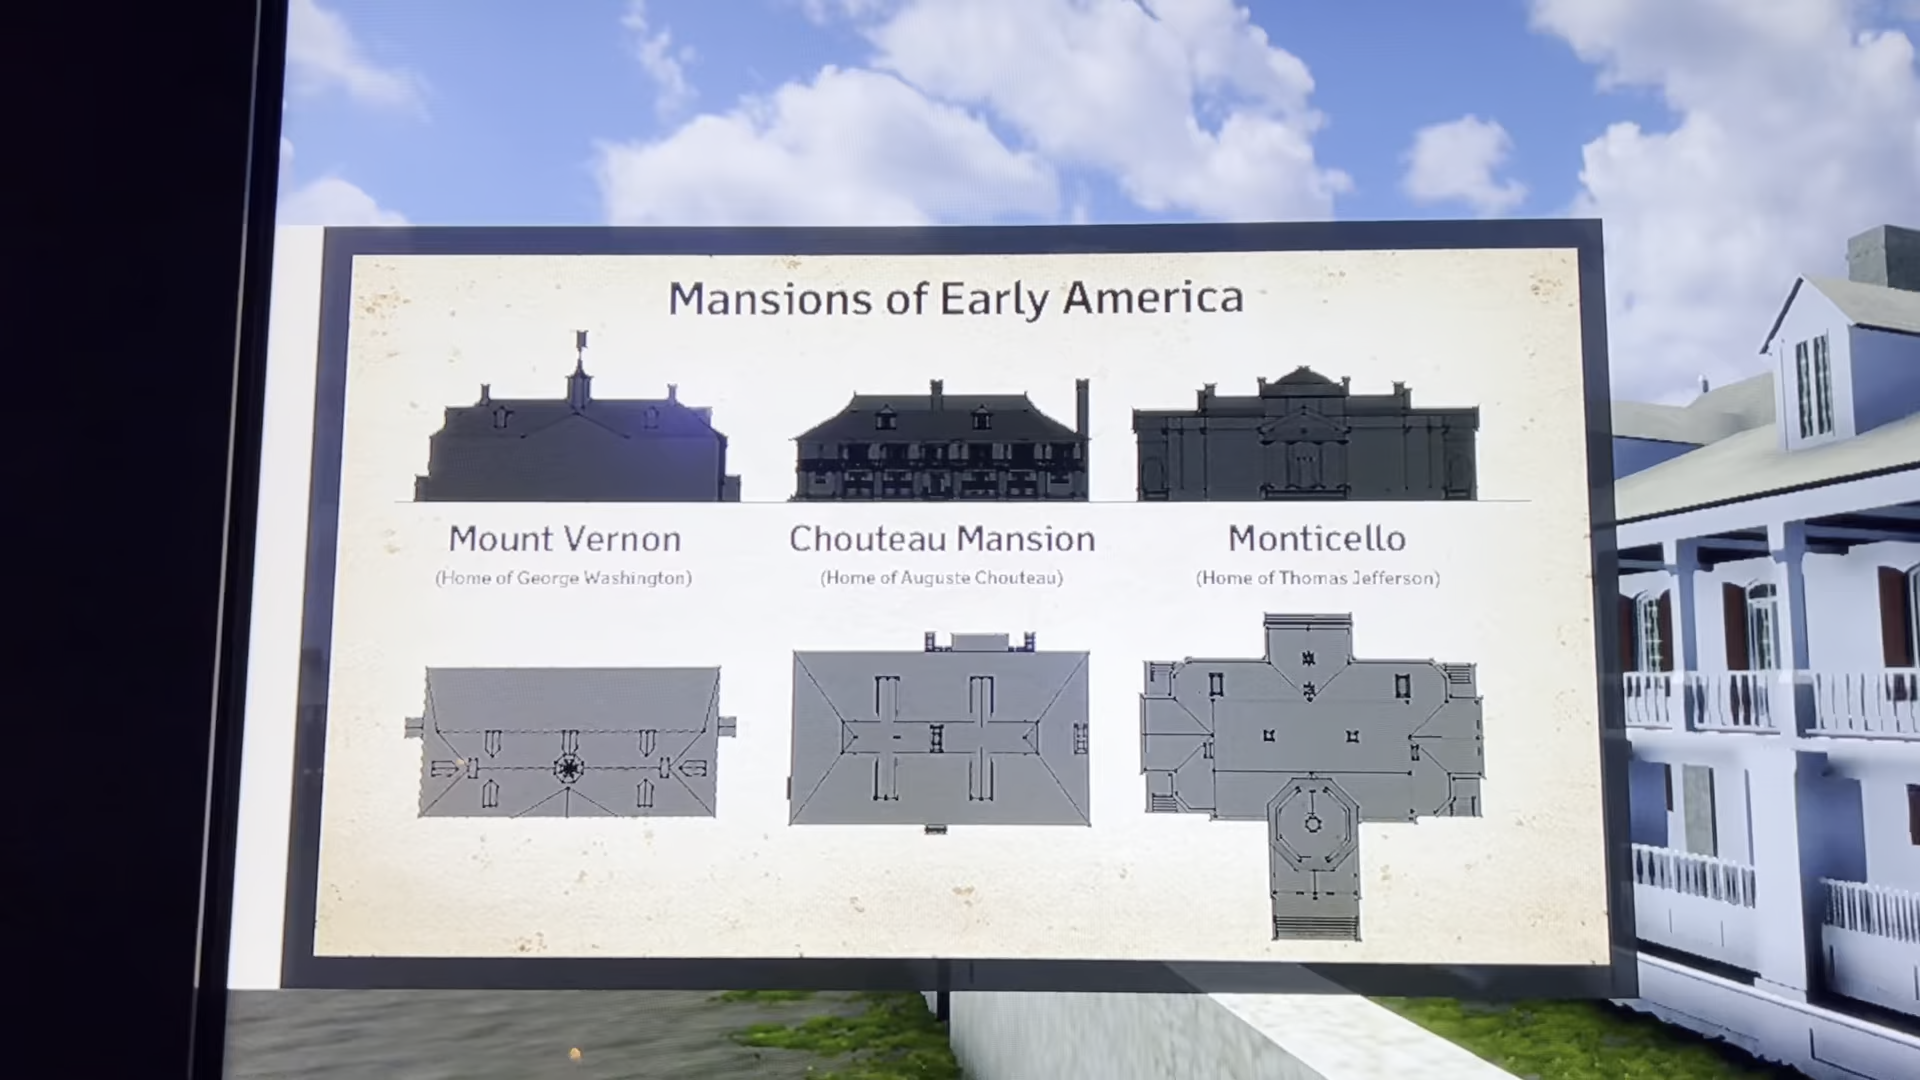 Mansions of Early America
Mount Vernon
(Home of George Washington)
Chouteau Mansion
(Home of Auguste Chouteau)
Monticello
(Home of Thomas Jefferson)